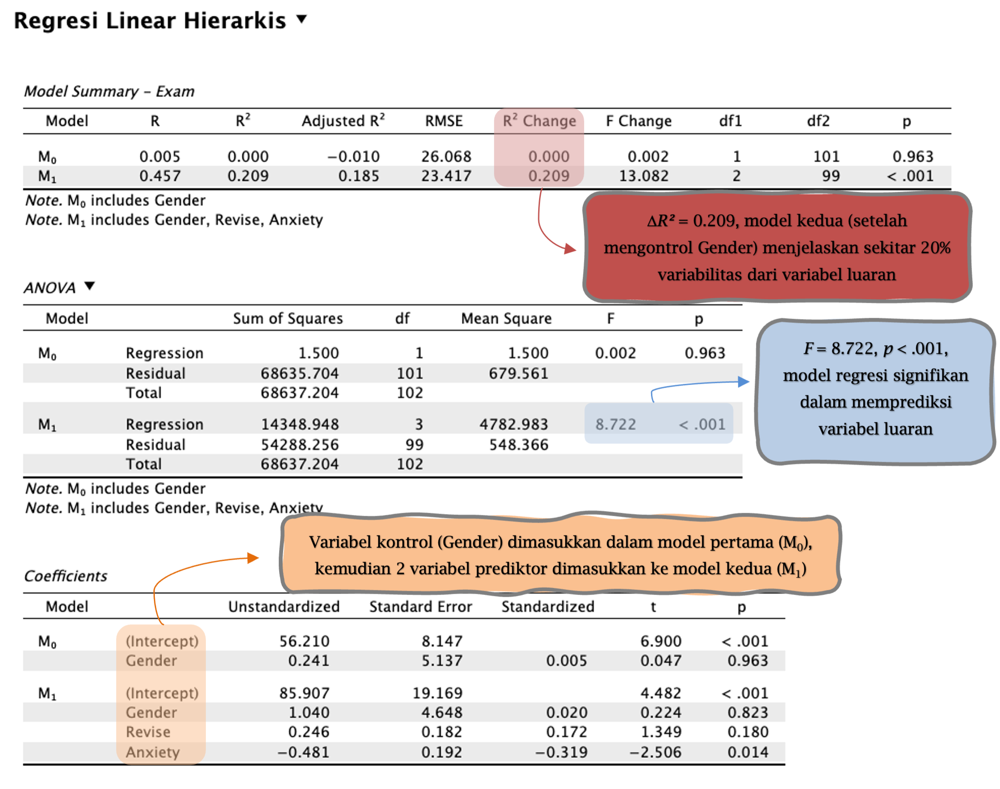 Regresi Linear Hierarkis ▼
Model Summary – Exam
Model R R² Adjusted R² RMSE R² Change F Change df1 df2 p
M₀ 0.005 0.000 −0.010 26.068 0.000 0.002 1 101 0.963
M₁ 0.457 0.209 0.185 23.417 0.209 13.082 2 99 < .001
Note. M₀ includes Gender
Note. M₁ includes Gender, Revise, Anxiety
ΔR² = 0.209, model kedua (setelah
mengontrol Gender) menjelaskan sekitar 20%
variabilitas dari variabel luaran
ANOVA ▼
Model Sum of Squares df Mean Square F p
M₀ Regression 1.500 1 1.500 0.002 0.963
Residual 68635.704 101 679.561
Total 68637.204 102
M₁ Regression 14348.948 3 4782.983 8.722 < .001
Residual 54288.256 99 548.366
Total 68637.204 102
Note. M₀ includes Gender
Note. M₁ includes Gender, Revise, Anxiety
F = 8.722, p < .001,
model regresi signifikan
dalam memprediksi
variabel luaran
Variabel kontrol (Gender) dimasukkan dalam model pertama (M₀),
kemudian 2 variabel prediktor dimasukkan ke model kedua (M₁)
Coefficients
Model Unstandardized Standard Error Standardized t p
M₀ (Intercept) 56.210 8.147 6.900 < .001
Gender 0.241 5.137 0.005 0.047 0.963
M₁ (Intercept) 85.907 19.169 4.482 < .001
Gender 1.040 4.648 0.020 0.224 0.823
Revise 0.246 0.182 0.172 1.349 0.180
Anxiety −0.481 0.192 −0.319 −2.506 0.014